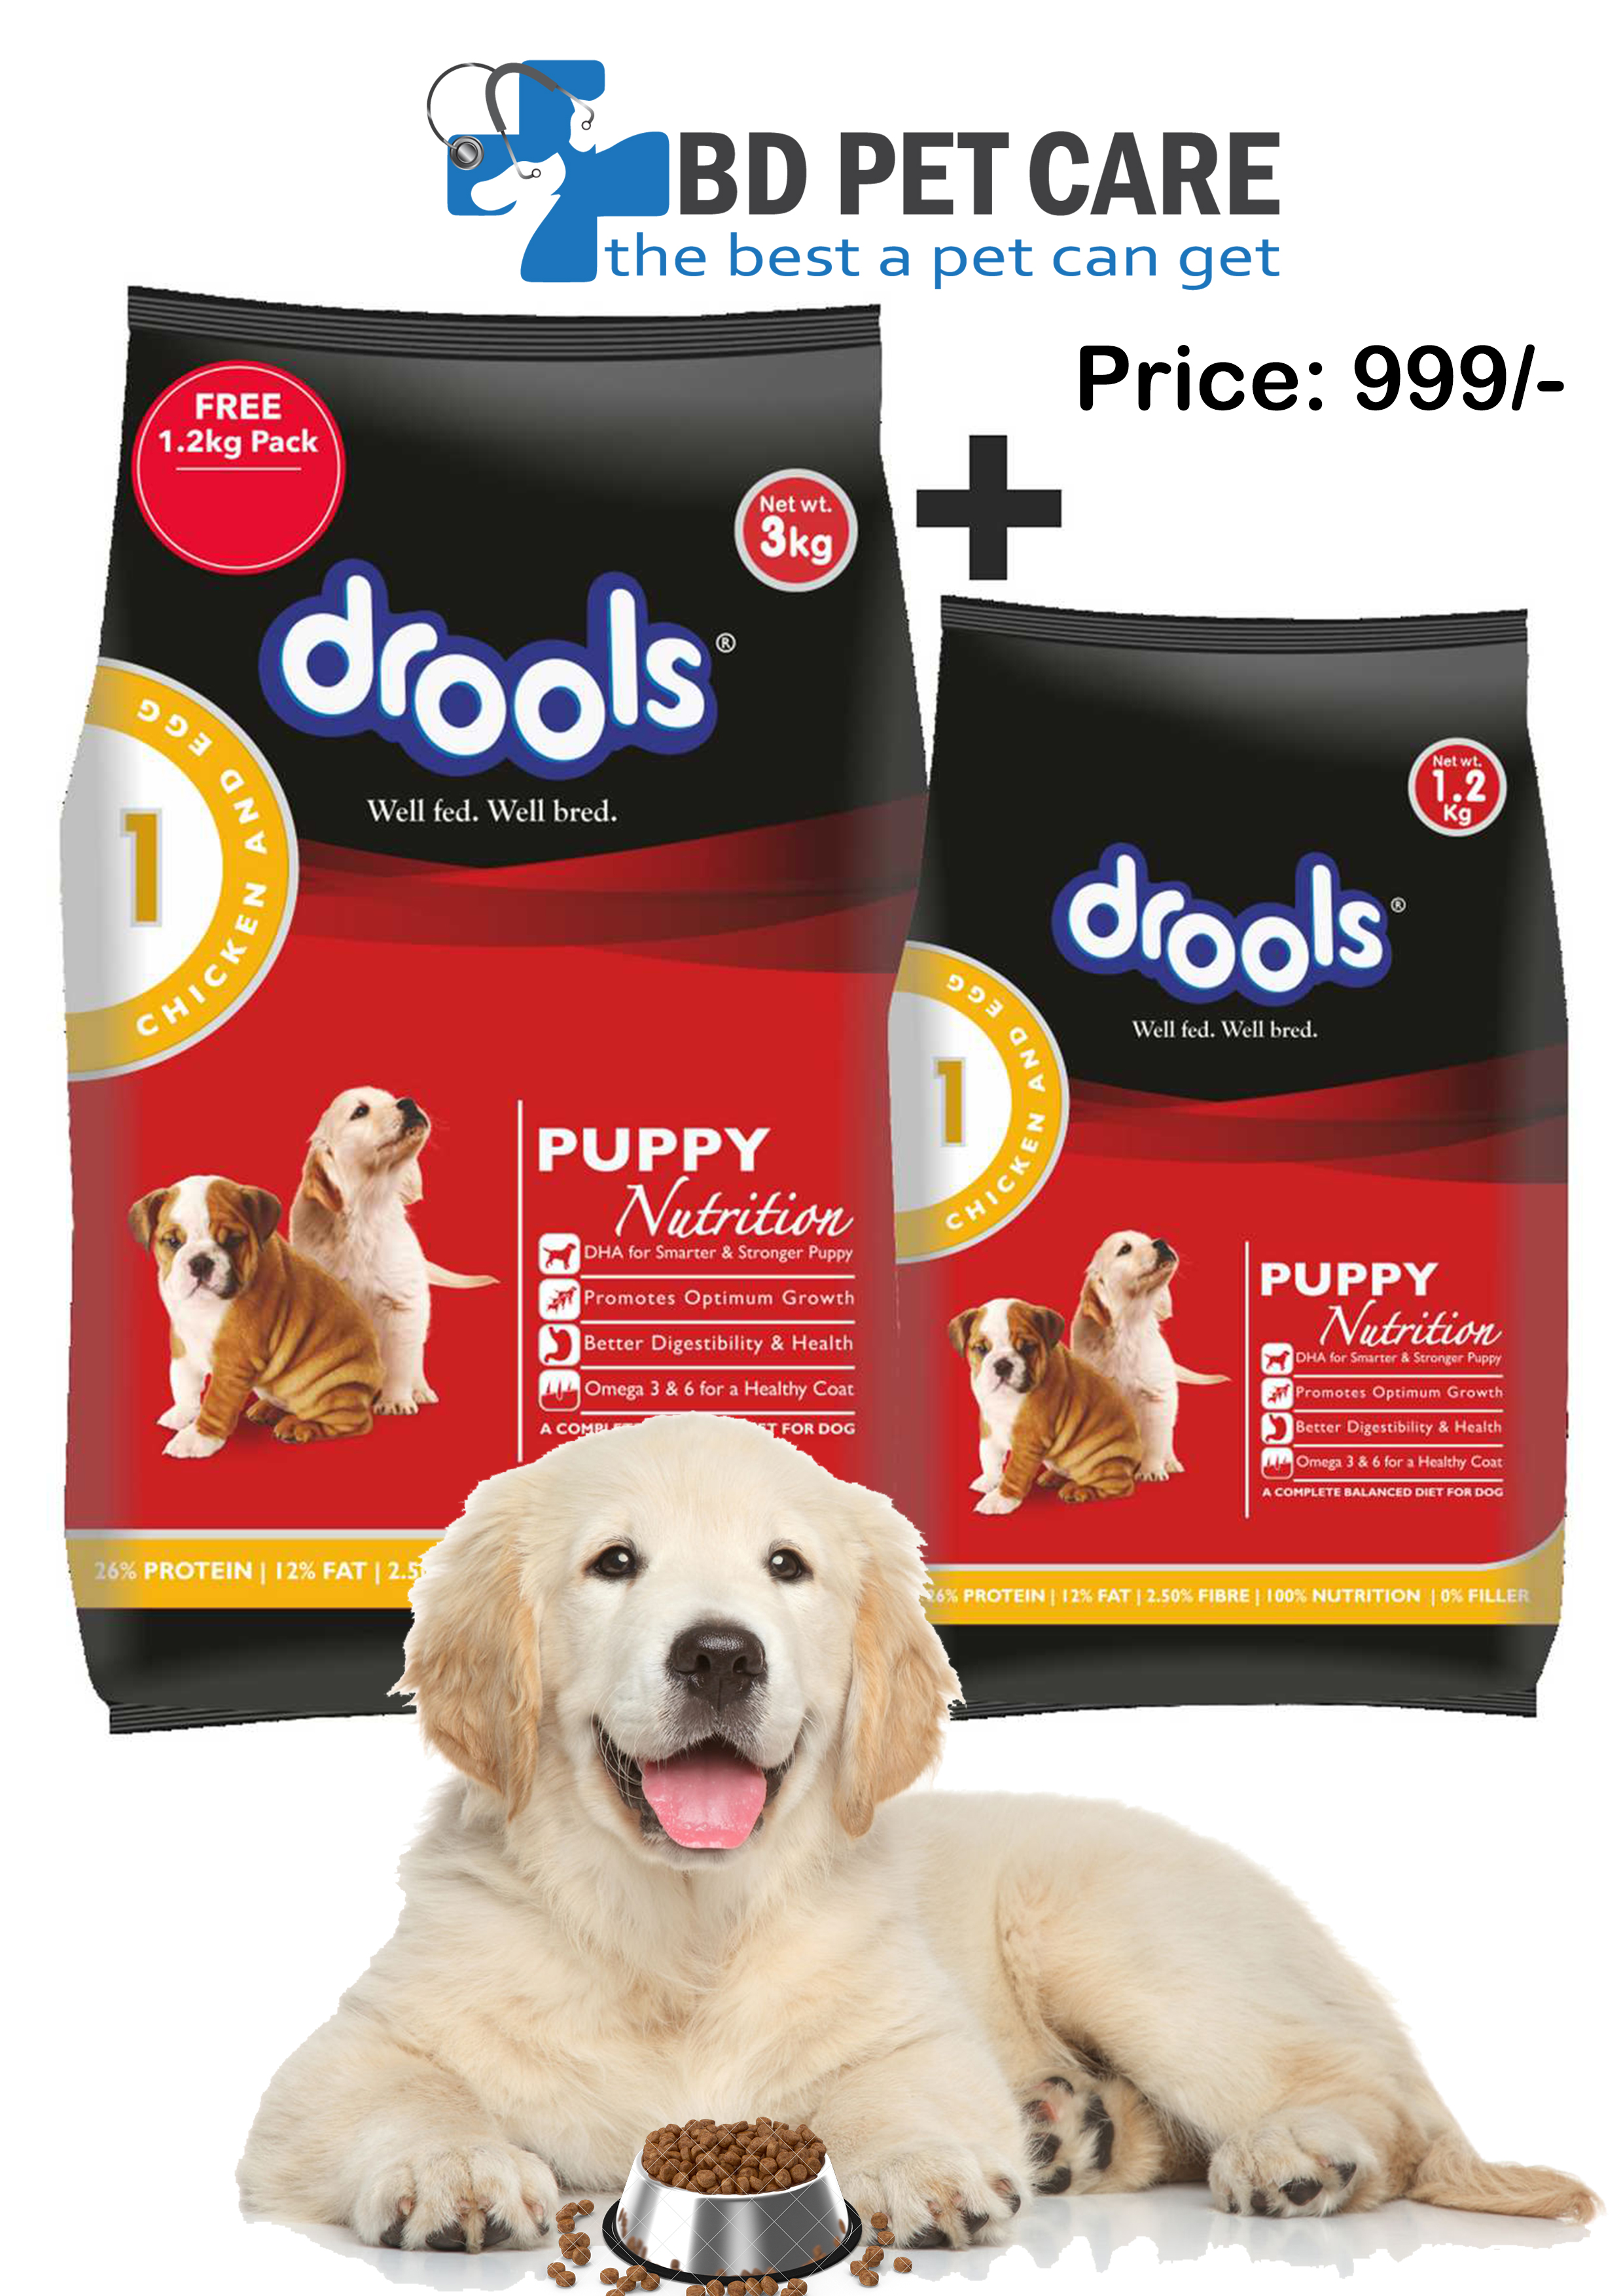 BD PET CARE
the best a pet can get
Price: 999/-
FREE
1.2kg Pack
Net wt.
3kg
drools®
Well fed. Well bred.
1
CHICKEN AND EGG
PUPPY
Nutrition
DHA for Smarter & Stronger Puppy
Promotes Optimum Growth
Better Digestibility & Health
Omega 3 & 6 for a Healthy Coat
A COMPLET FOR DOG
26% PROTEIN | 12% FAT | 2.5
+
Net wt.
1.2
Kg
drools®
Well fed. Well bred.
1
CHICKEN AND EGG
PUPPY
Nutrition
DHA for Smarter & Stronger Puppy
Promotes Optimum Growth
Better Digestibility & Health
Omega 3 & 6 for a Healthy Coat
A COMPLETE BALANCED DIET FOR DOG
26% PROTEIN | 12% FAT | 2.50% FIBRE | 100% NUTRITION | 0% FILLER